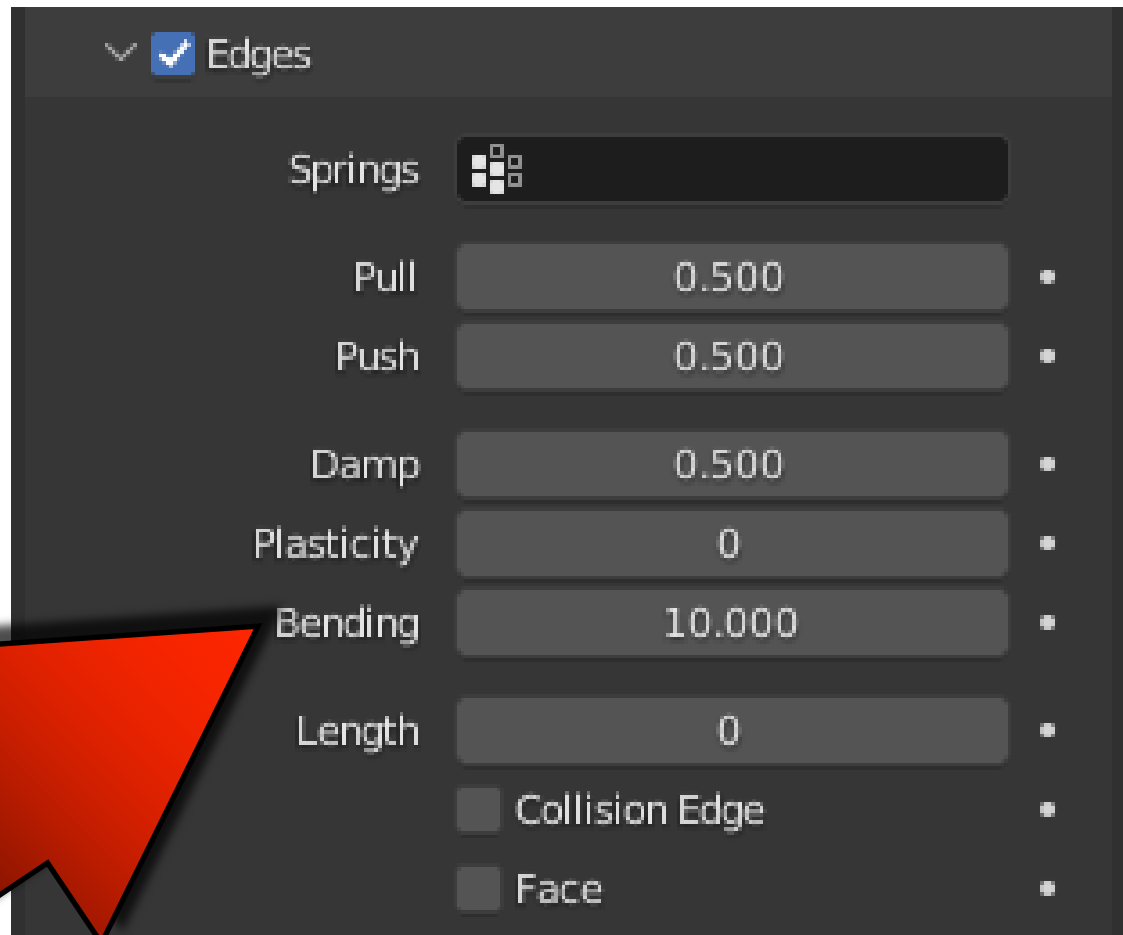 Edges
Springs
Pull 0.500
Push 0.500
Damp 0.500
Plasticity 0
Bending 10.000
Length 0
Collision Edge
Face